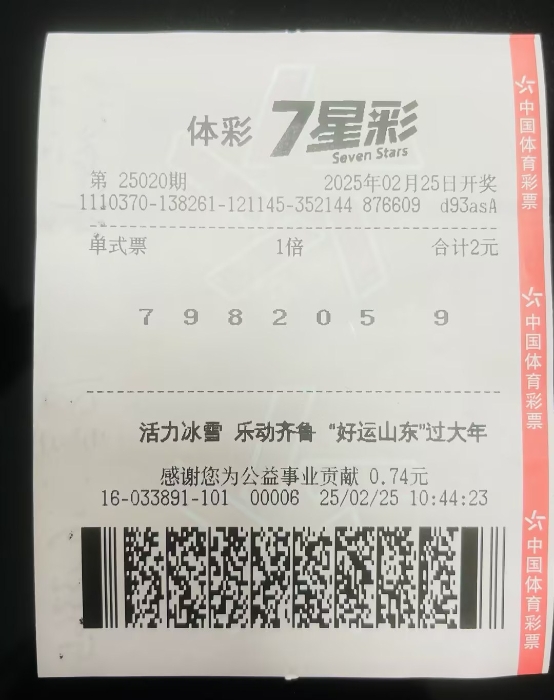 体彩 7星彩
Seven Stars
第 25020期 2025年02月25日开奖
1110370-138261-121145-352144 876609 d93asA
单式票 1倍 合计2元
7 9 8 2 0 5 9
活力冰雪 乐动齐鲁 “好运山东”过大年
感谢您为公益事业贡献 0.74元
16-033891-101 00006 25/02/25 10:44:23
中国体育彩票
中国体育彩票
中国体育彩票